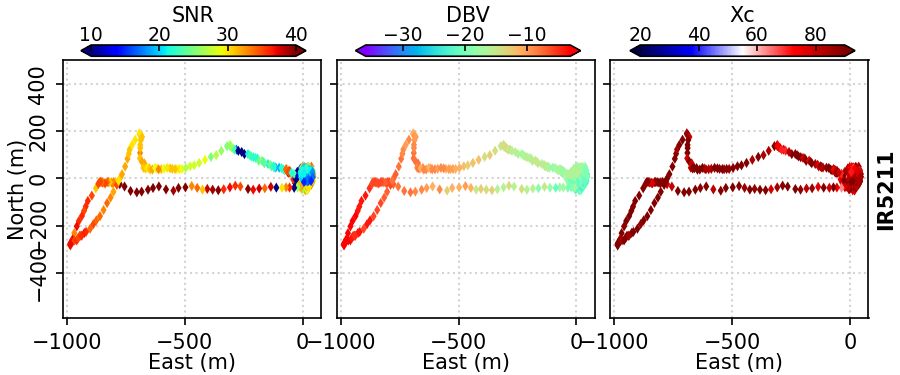 SNR DBV Xc
10 20 30 40 −30 −20 −10 20 40 60 80
400
200
0
−200
−400
North (m)
IR5211
−1000 −500 0 −1000 −500 0 −1000 −500 0
East (m) East (m) East (m)